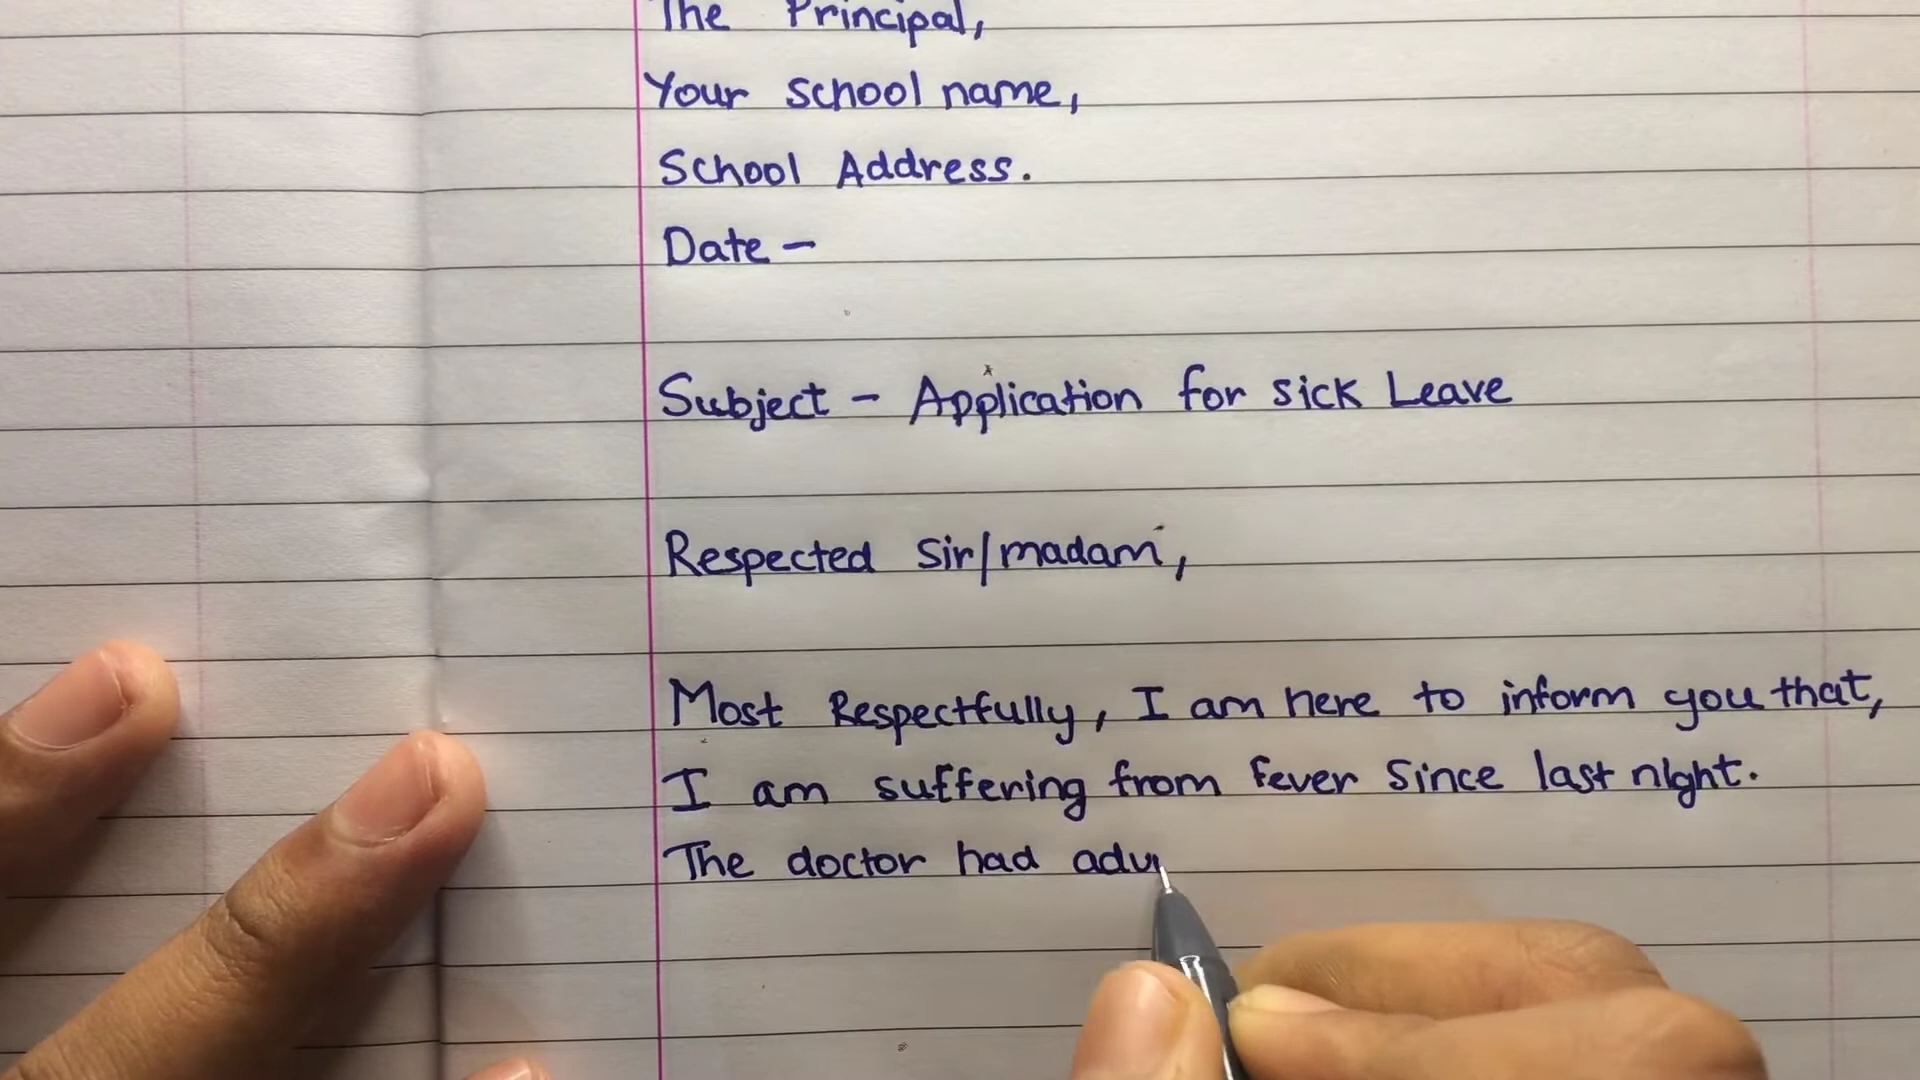 The Principal,
Your school name,
School Address.
Date -
Subject - Application for sick Leave
Respected Sir/madam,
Most Respectfully, I am here to inform you that,
I am suffering from fever since last night.
The doctor had